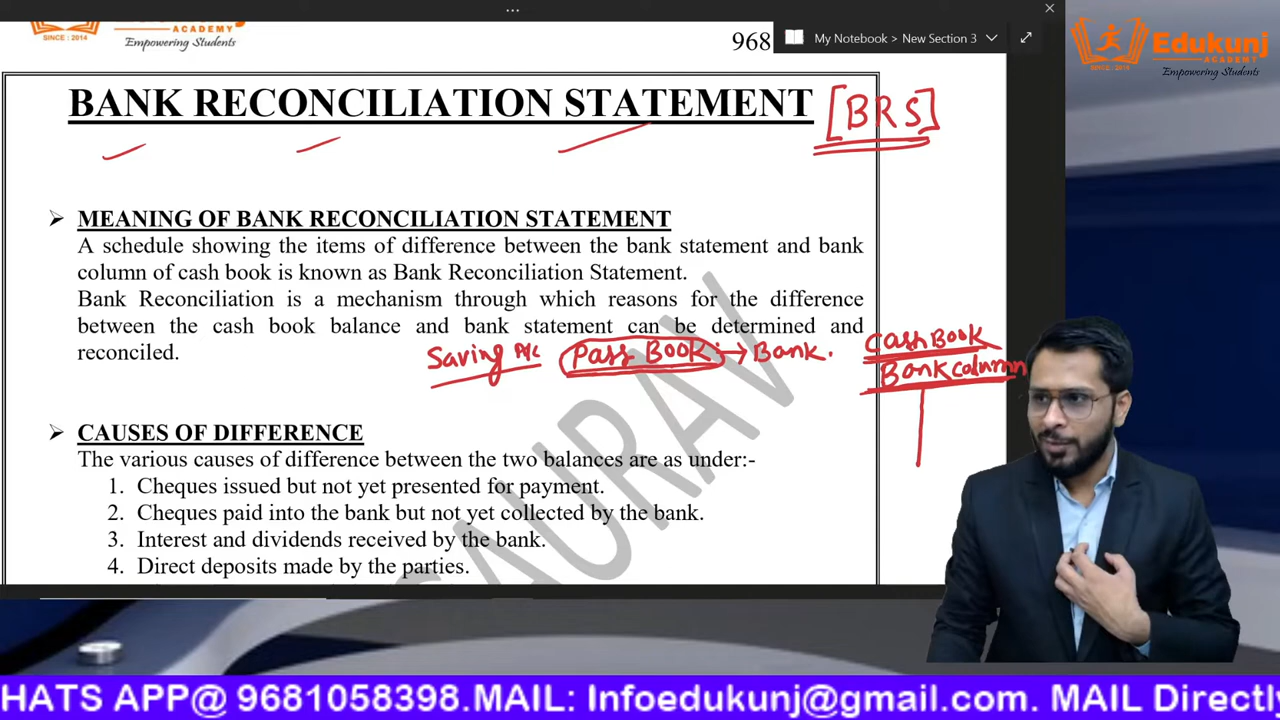 ...
ACADEMY
SINCE : 2014
Empowering Students
968
My Notebook > New Section 3
Edukunj
ACADEMY
Empowering Students
BANK RECONCILIATION STATEMENT [BRS]
➢ MEANING OF BANK RECONCILIATION STATEMENT
A schedule showing the items of difference between the bank statement and bank
column of cash book is known as Bank Reconciliation Statement.
Bank Reconciliation is a mechanism through which reasons for the difference
between the cash book balance and bank statement can be determined and
reconciled.
Saving A/c Pass Book → Bank.
Cash Book
Bank column
➢ CAUSES OF DIFFERENCE
The various causes of difference between the two balances are as under:-
1. Cheques issued but not yet presented for payment.
2. Cheques paid into the bank but not yet collected by the bank.
3. Interest and dividends received by the bank.
4. Direct deposits made by the parties.
SAURAV
HATS APP@ 9681058398.MAIL: Infoedukunj@gmail.com. MAIL Directly